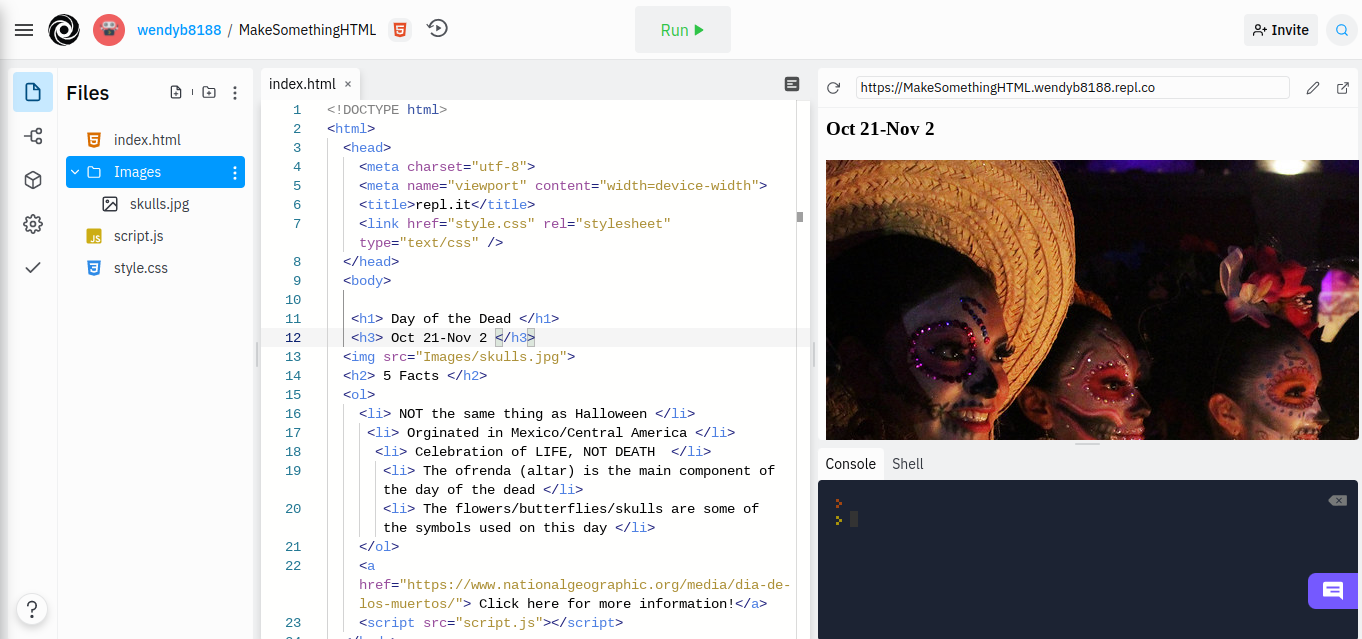 wendyb8188 / MakeSomethingHTML
Run
Invite
Files
index.html
Images
skulls.jpg
JS script.js
style.css
?
index.html ×
1 <!DOCTYPE html>
2 <html>
3 <head>
4 <meta charset="utf-8">
5 <meta name="viewport" content="width=device-width">
6 <title>repl.it</title>
7 <link href="style.css" rel="stylesheet"
type="text/css" />
8 </head>
9 <body>
10
11 <h1> Day of the Dead </h1>
12 <h3> Oct 21-Nov 2 </h3>
13 <img src="Images/skulls.jpg">
14 <h2> 5 Facts </h2>
15 <ol>
16 <li> NOT the same thing as Halloween </li>
17 <li> Orginated in Mexico/Central America </li>
18 <li> Celebration of LIFE, NOT DEATH  </li>
19 <li> The ofrenda (altar) is the main component of
the day of the dead </li>
20 <li> The flowers/butterflies/skulls are some of
the symbols used on this day </li>
21 </ol>
22 <a
href="https://www.nationalgeographic.org/media/dia-de-
los-muertos/"> Click here for more information!</a>
23 <script src="script.js"></script>
https://MakeSomethingHTML.wendyb8188.repl.co
Oct 21-Nov 2
Console Shell